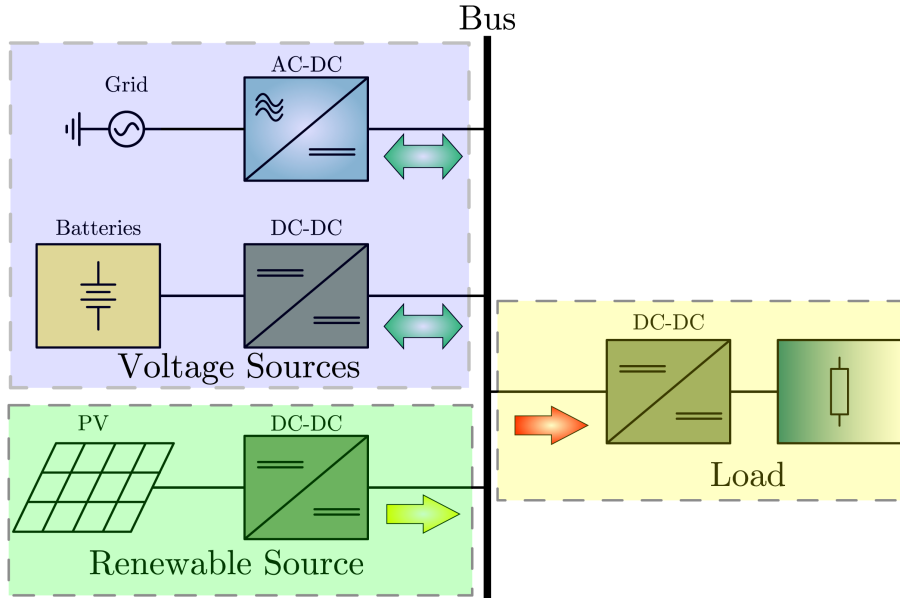 Bus
AC-DC
Grid
Batteries
DC-DC
Voltage Sources
DC-DC
Load
PV
DC-DC
Renewable Source